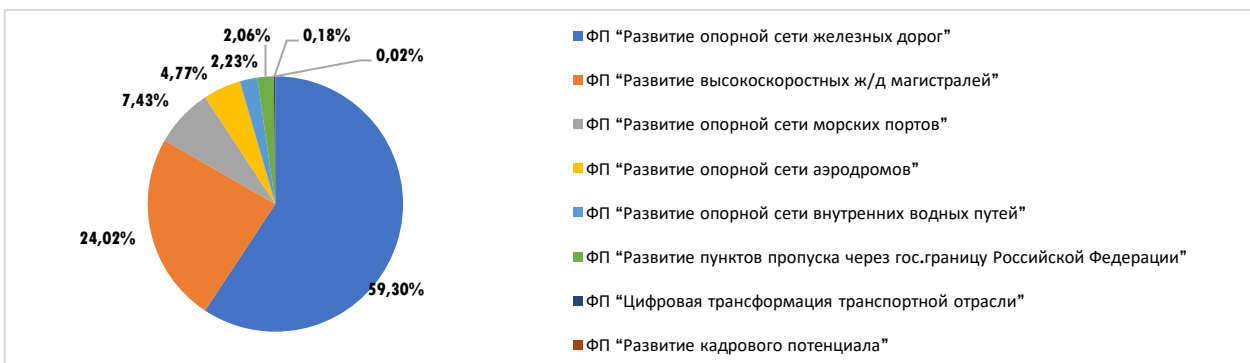 2,06%
0,18%
0,02%
4,77%
2,23%
7,43%
24,02%
59,30%
ФП “Развитие опорной сети железных дорог”
ФП “Развитие высокоскоростных ж/д магистралей”
ФП “Развитие опорной сети морских портов”
ФП “Развитие опорной сети аэродромов”
ФП “Развитие опорной сети внутренних водных путей”
ФП “Развитие пунктов пропуска через гос.границу Российской Федерации”
ФП “Цифровая трансформация транспортной отрасли”
ФП “Развитие кадрового потенциала”